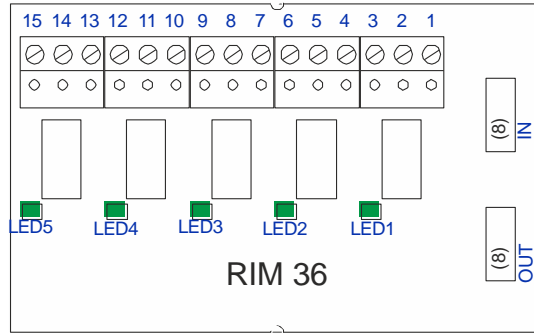 15 14 13 12 11 10 9 8 7 6 5 4 3 2 1
(8) IN
LED5 LED4 LED3 LED2 LED1
(8) OUT
RIM 36